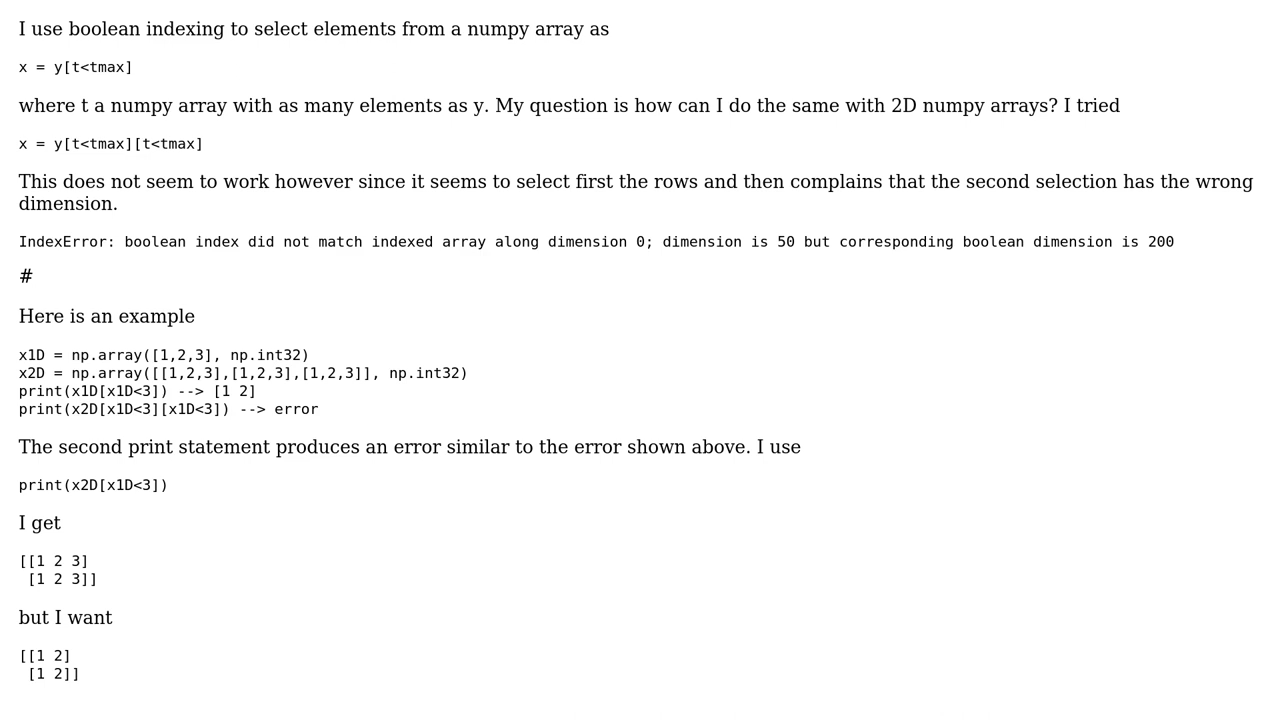 I use boolean indexing to select elements from a numpy array as
x = y[t<tmax]
where t a numpy array with as many elements as y. My question is how can I do the same with 2D numpy arrays? I tried
x = y[t<tmax][t<tmax]
This does not seem to work however since it seems to select first the rows and then complains that the second selection has the wrong
dimension.
IndexError: boolean index did not match indexed array along dimension 0; dimension is 50 but corresponding boolean dimension is 200
#
Here is an example
x1D = np.array([1,2,3], np.int32)
x2D = np.array([[1,2,3],[1,2,3],[1,2,3]], np.int32)
print(x1D[x1D<3]) --> [1 2]
print(x2D[x1D<3][x1D<3]) --> error
The second print statement produces an error similar to the error shown above. I use
print(x2D[x1D<3])
I get
[[1 2 3]
 [1 2 3]]
but I want
[[1 2]
 [1 2]]